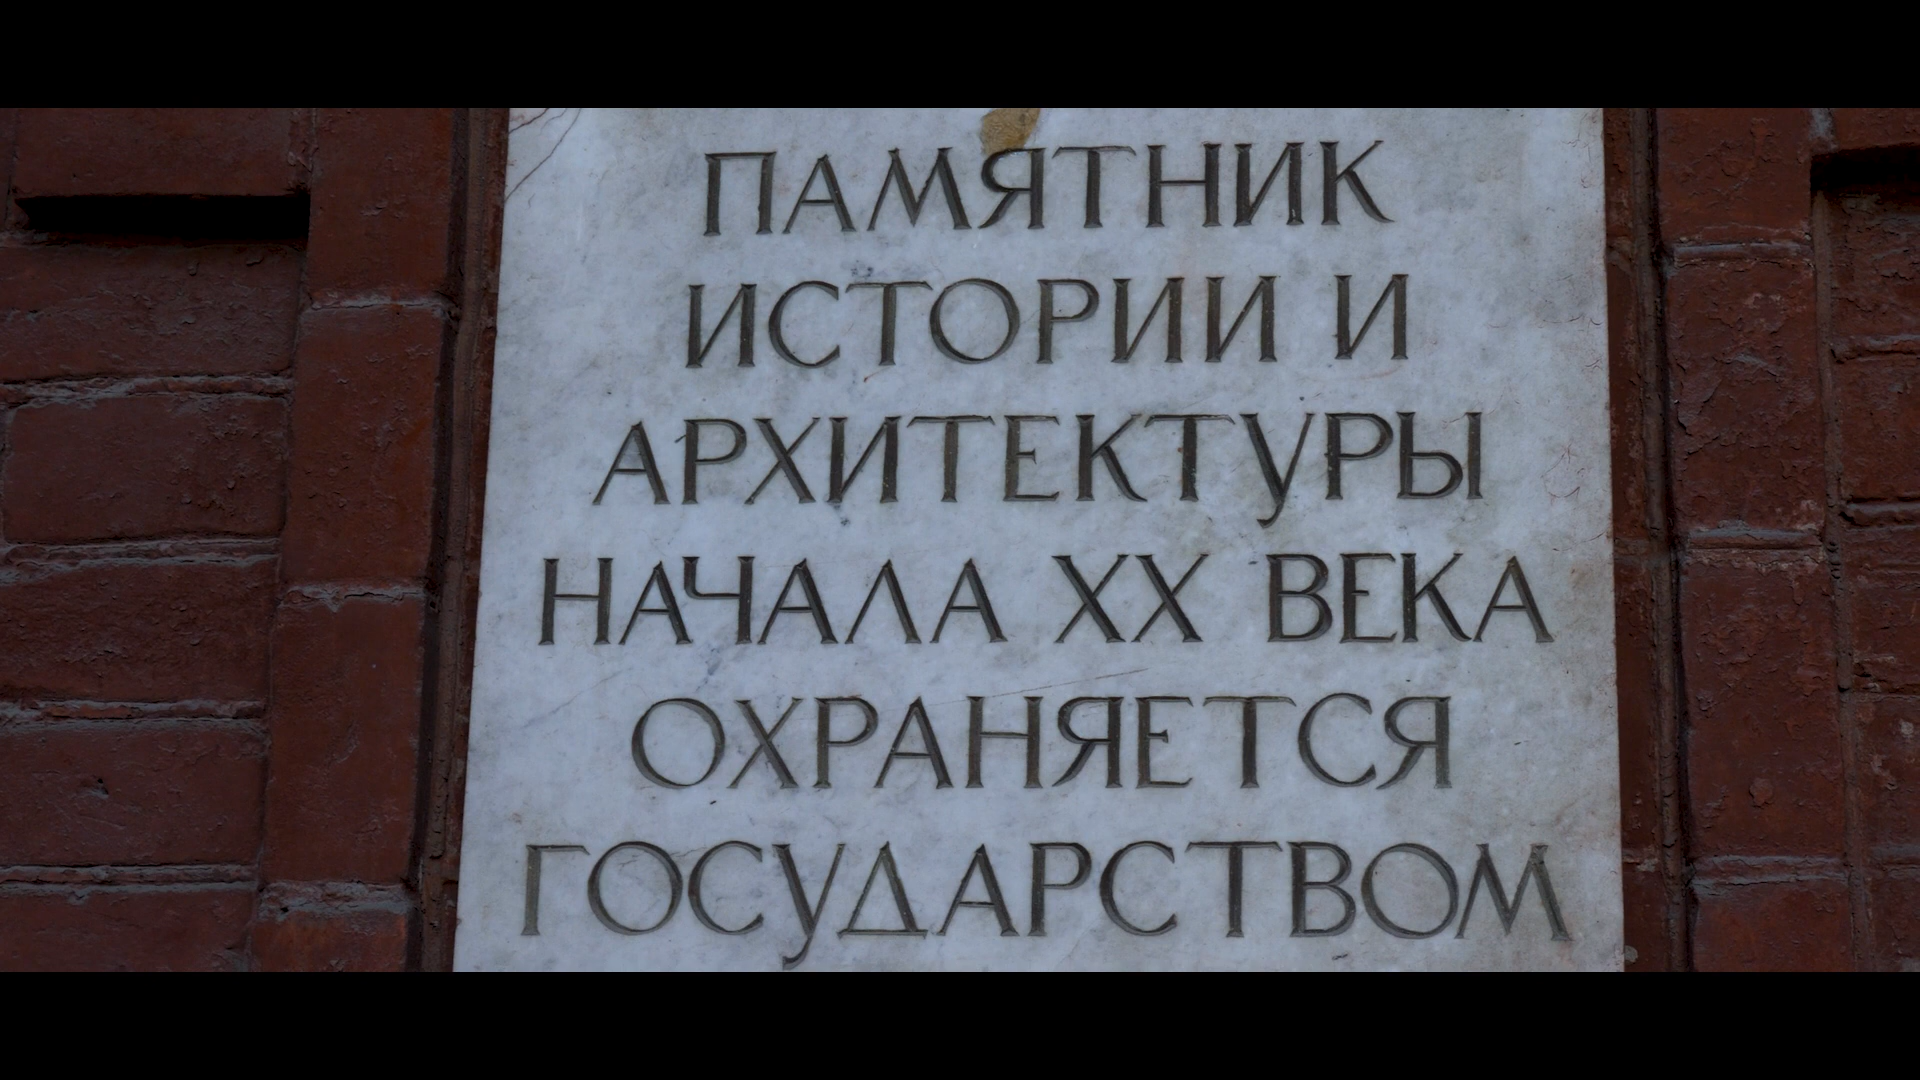 ПАМЯТНИК
ИСТОРИИ И
АРХИТЕКТУРЫ
НАЧАЛА XX ВЕКА
ОХРАНЯЕТСЯ
ГОСУДАРСТВОМ